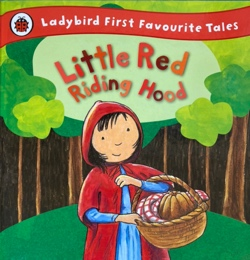 Ladybird First Favourite Tales
Little Red
Riding Hood